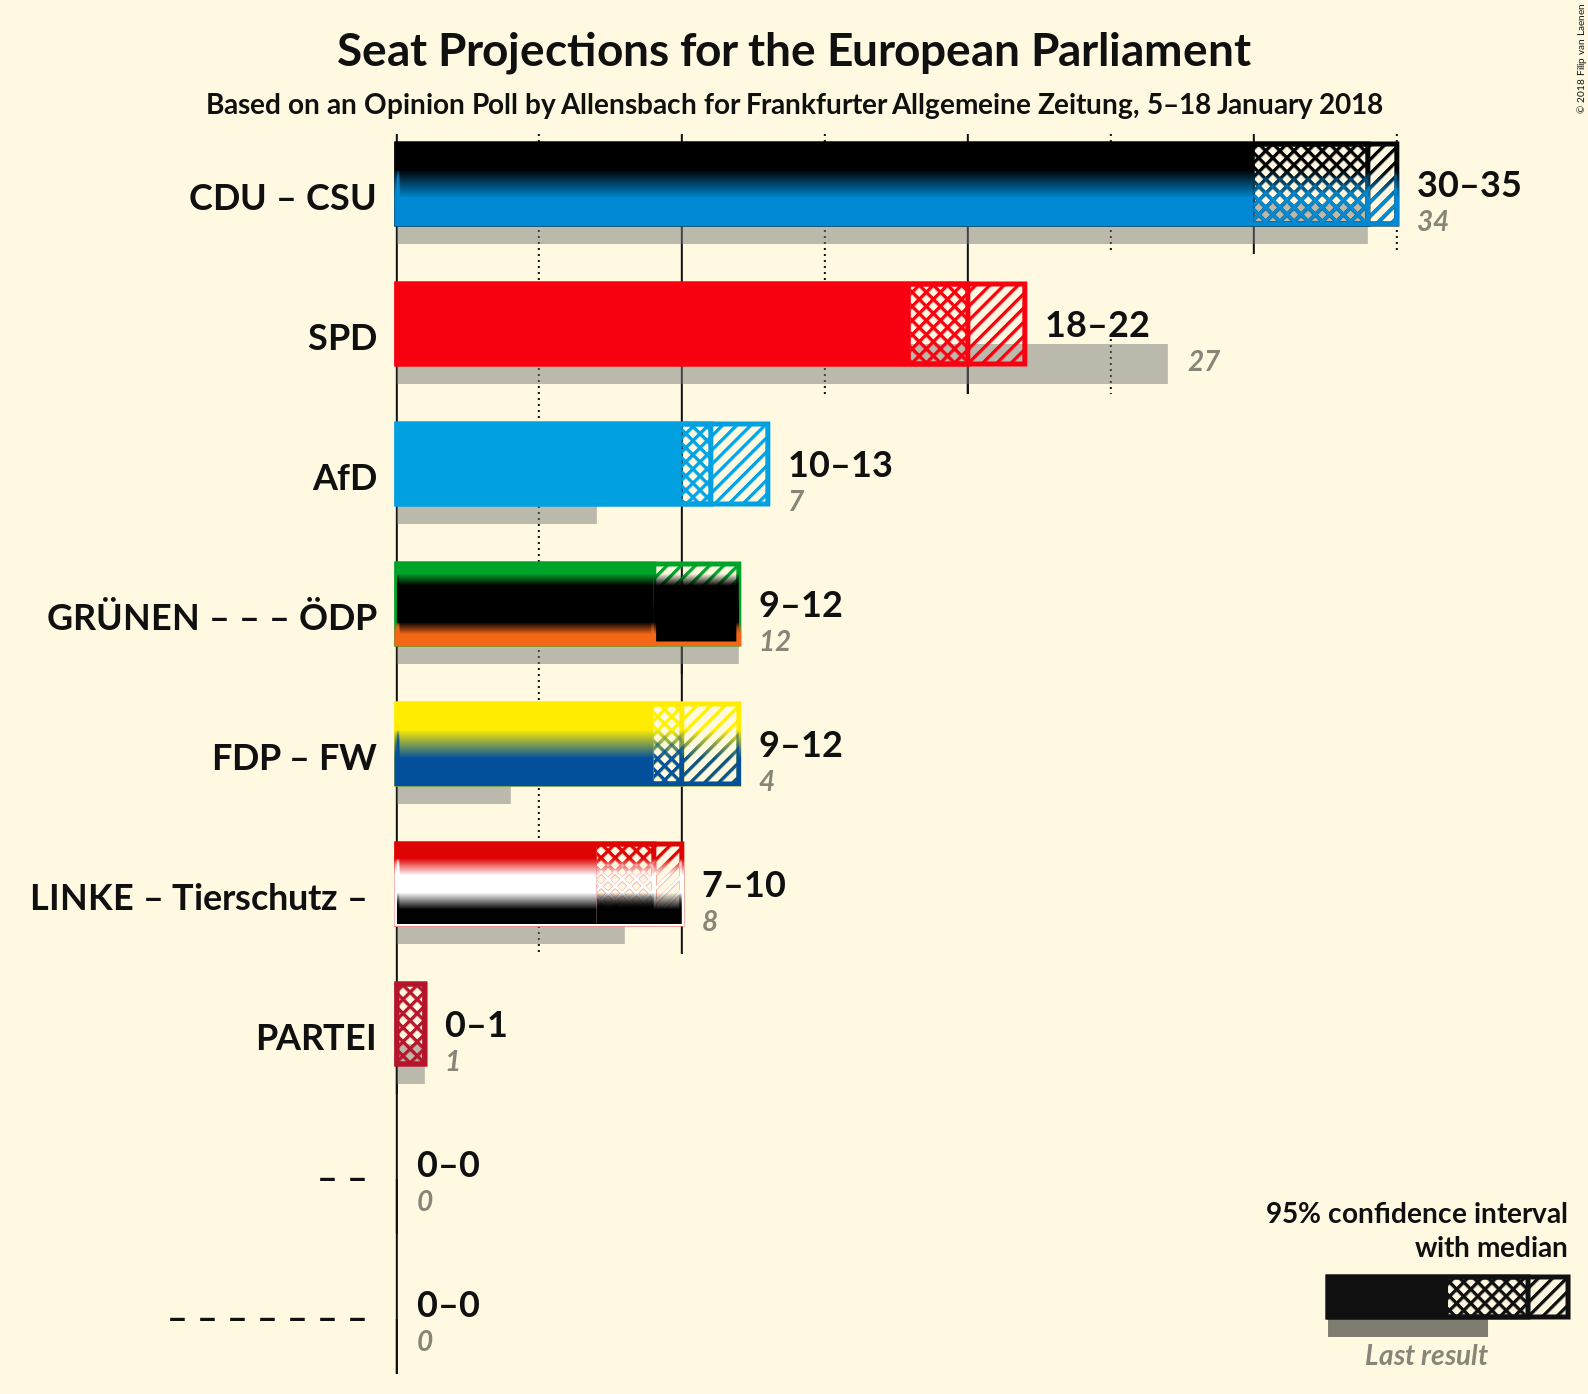 Seat Projections for the European Parliament
Based on an Opinion Poll by Allensbach for Frankfurter Allgemeine Zeitung, 5–18 January 2018
© 2018 Filip van Laenen
CDU – CSU
30–35
34
SPD
18–22
27
AfD
10–13
7
GRÜNEN – – – ÖDP
9–12
12
FDP – FW
9–12
4
LINKE – Tierschutz –
7–10
8
PARTEI
0–1
1
– –
0–0
0
– – – – – – –
0–0
0
95% confidence interval
with median
Last result